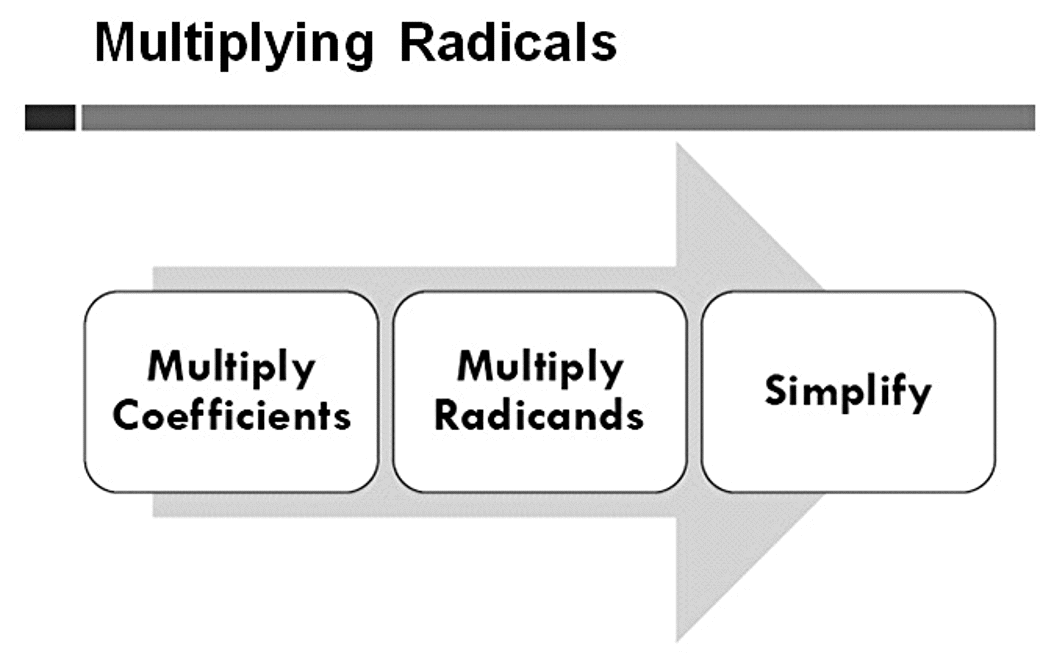 Multiplying Radicals
Multiply
Coefficients
Multiply
Radicands
Simplify